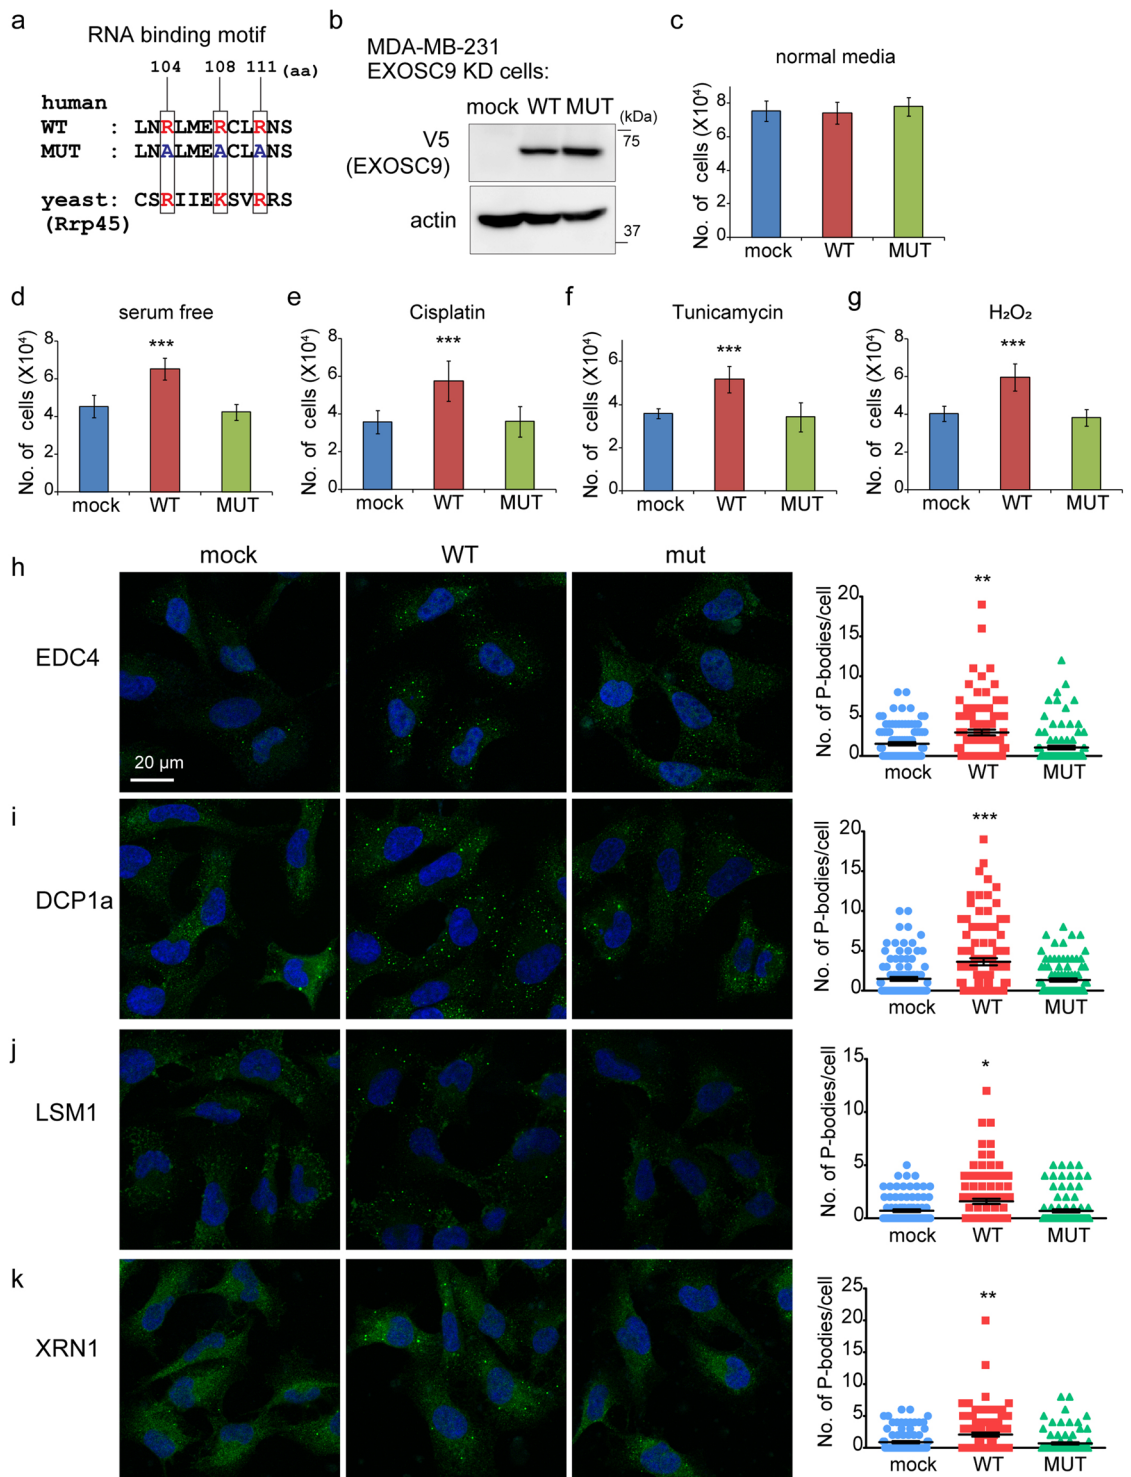 a
RNA binding motif
104 108 111 (aa)
human
WT : LNRLMERCLRNS
MUT : LNALMEACLANS
yeast: CSRIIEKSVRRS
(Rrp45)
b
MDA-MB-231
EXOSC9 KD cells:
mock WT MUT (kDa)
V5
(EXOSC9)
75
actin
37
c
normal media
No. of cells (X10⁴)
8
6
4
2
0
mock WT MUT
d
serum free
No. of cells (X10⁴)
8
6
4
2
0
***
mock WT MUT
e
Cisplatin
No. of cells (X10⁴)
8
6
4
2
0
***
mock WT MUT
f
Tunicamycin
No. of cells (X10⁴)
6
4
2
0
***
mock WT MUT
g
H₂O₂
No. of cells (X10⁴)
8
6
4
2
0
***
mock WT MUT
mock WT mut
h
EDC4
20 µm
No. of P-bodies/cell
20
15
10
5
0
**
mock WT MUT
i
DCP1a
No. of P-bodies/cell
20
15
10
5
0
***
mock WT MUT
j
LSM1
No. of P-bodies/cell
15
10
5
0
*
mock WT MUT
k
XRN1
No. of P-bodies/cell
25
20
15
10
5
0
**
mock WT MUT